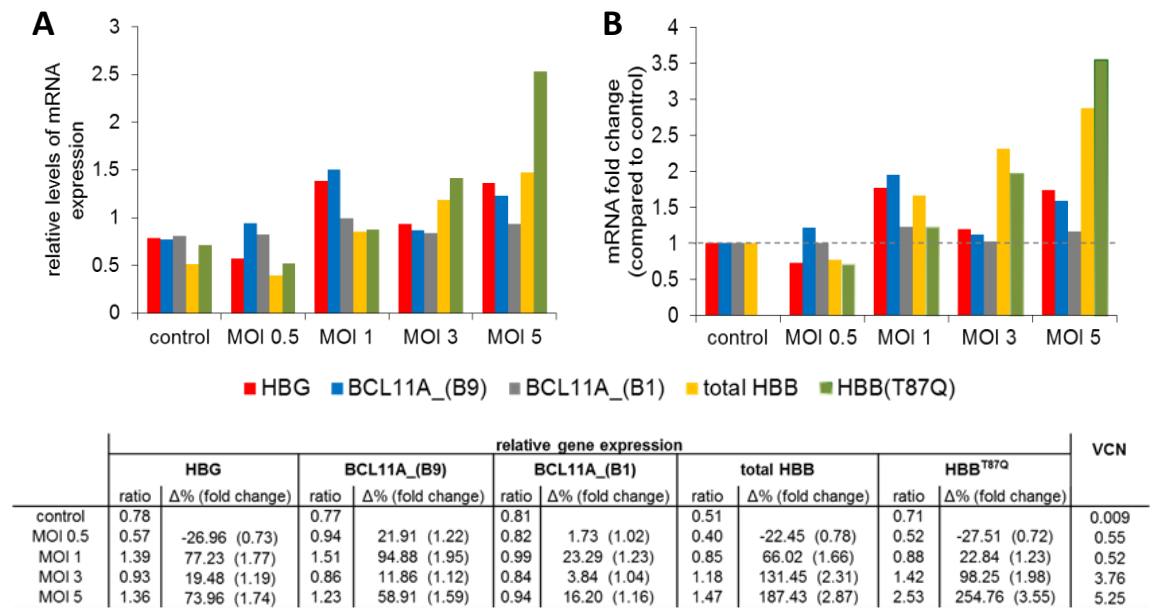 A
B
relative levels of mRNA
expression
3
2.5
2
1.5
1
0.5
0
control MOI 0.5 MOI 1 MOI 3 MOI 5
mRNA fold change
(compared to control)
4
3.5
3
2.5
2
1.5
1
0.5
0
control MOI 0.5 MOI 1 MOI 3 MOI 5
HBG BCL11A_(B9) BCL11A_(B1) total HBB HBB(T87Q)
relative gene expression VCN
HBG BCL11A_(B9) BCL11A_(B1) total HBB HBB^T87Q
ratio Δ% (fold change) ratio Δ% (fold change) ratio Δ% (fold change) ratio Δ% (fold change) ratio Δ% (fold change)
control 0.78 0.77 0.81 0.51 0.71 0.009
MOI 0.5 0.57 -26.96 (0.73) 0.94 21.91 (1.22) 0.82 1.73 (1.02) 0.40 -22.45 (0.78) 0.52 -27.51 (0.72) 0.55
MOI 1 1.39 77.23 (1.77) 1.51 94.88 (1.95) 0.99 23.29 (1.23) 0.85 66.02 (1.66) 0.88 22.84 (1.23) 0.52
MOI 3 0.93 19.48 (1.19) 0.86 11.86 (1.12) 0.84 3.84 (1.04) 1.18 131.45 (2.31) 1.42 98.25 (1.98) 3.76
MOI 5 1.36 73.96 (1.74) 1.23 58.91 (1.59) 0.94 16.20 (1.16) 1.47 187.43 (2.87) 2.53 254.76 (3.55) 5.25